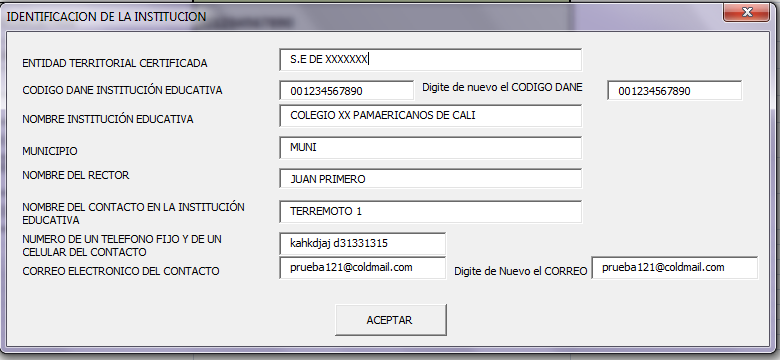 IDENTIFICACION DE LA INSTITUCION
ENTIDAD TERRITORIAL CERTIFICADA S.E DE XXXXXXX
CODIGO DANE INSTITUCIÓN EDUCATIVA 001234567890 Digite de nuevo el CODIGO DANE 001234567890
NOMBRE INSTITUCIÓN EDUCATIVA COLEGIO XX PAMAERICANOS DE CALI
MUNICIPIO MUNI
NOMBRE DEL RECTOR JUAN PRIMERO
NOMBRE DEL CONTACTO EN LA INSTITUCIÓN
EDUCATIVA TERREMOTO 1
NUMERO DE UN TELEFONO FIJO Y DE UN
CELULAR DEL CONTACTO kahkdjaj d31331315
CORREO ELECTRONICO DEL CONTACTO prueba121@coldmail.com Digite de Nuevo el CORREO prueba121@coldmail.com
ACEPTAR